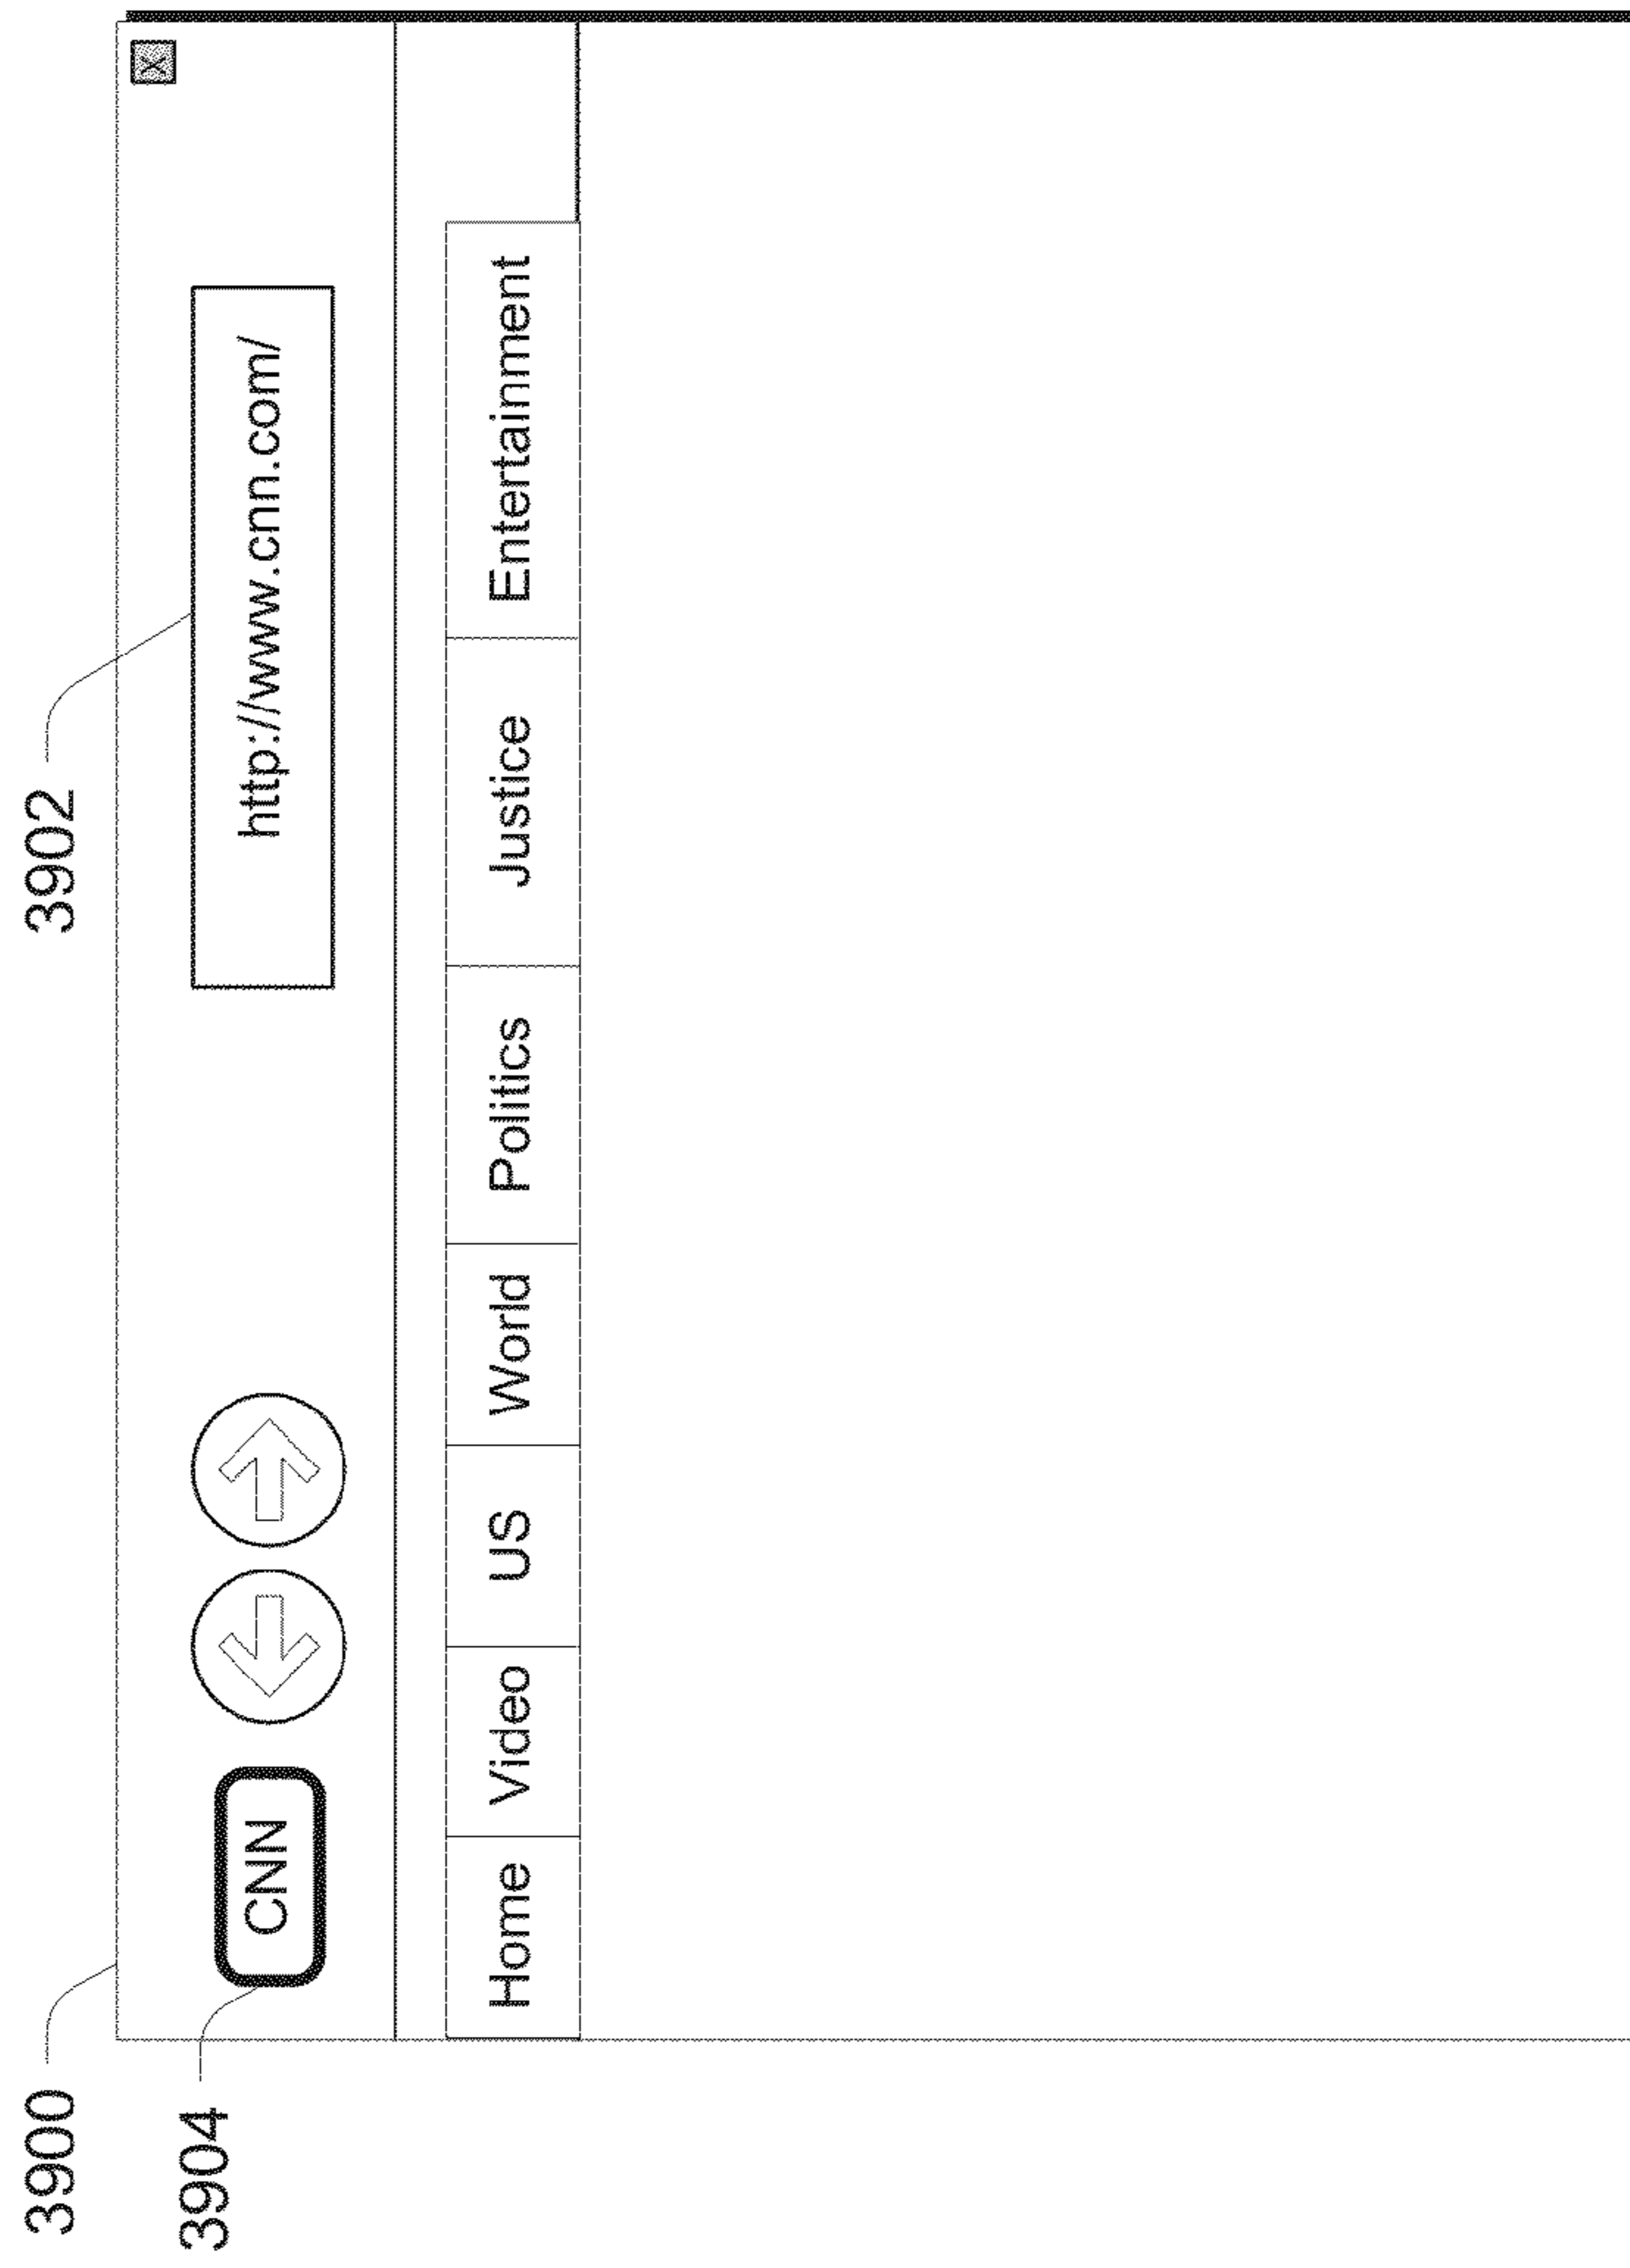 3900
3902
3904
CNN
http://www.cnn.com/
X
Home Video US World Politics Justice Entertainment